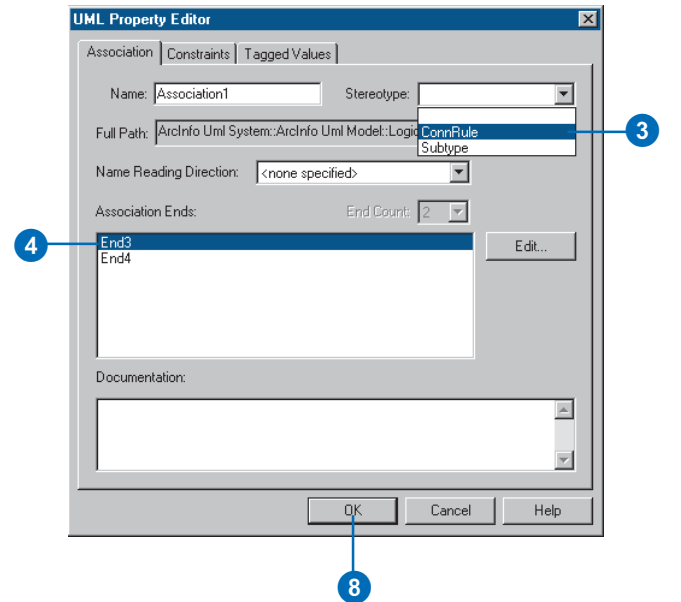 UML Property Editor
Association Constraints Tagged Values
Name: Association1 Stereotype:
Full Path: ArcInfo Uml System::ArcInfo Uml Model::Logic
ConnRule
Subtype
3
Name Reading Direction: <none specified>
Association Ends: End Count: 2
4
End3
End4
Edit...
Documentation:
OK Cancel Help
8